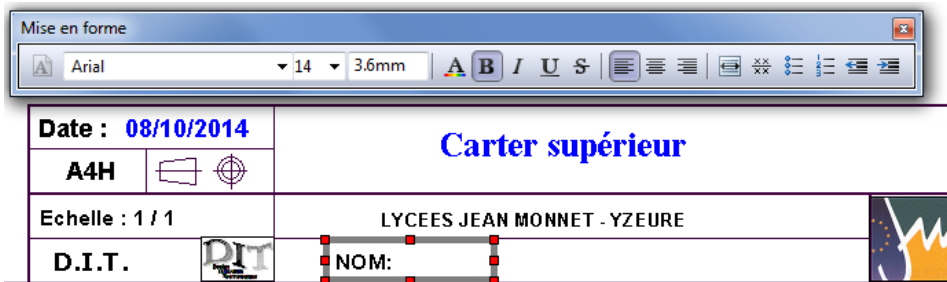 Mise en forme
Arial 14 3.6mm A B I U S
Date : 08/10/2014
Carter supérieur
A4H
Echelle : 1 / 1
LYCEES JEAN MONNET - YZEURE
D.I.T.
DIT
NOM: